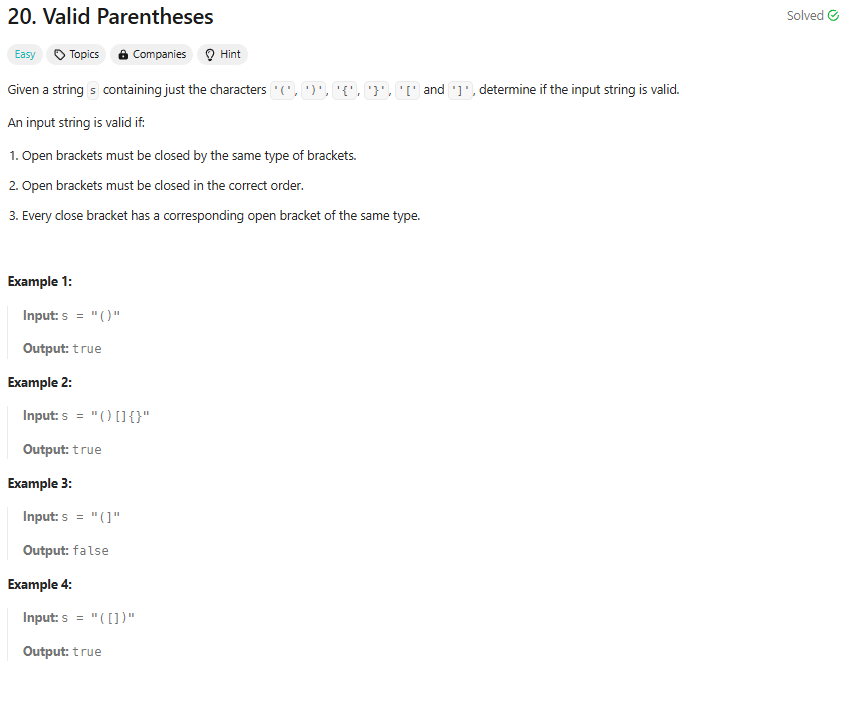 20. Valid Parentheses
Solved
Easy Topics Companies Hint
Given a string s containing just the characters '(', ')', '{', '}', '[' and ']', determine if the input string is valid.
An input string is valid if:
1. Open brackets must be closed by the same type of brackets.
2. Open brackets must be closed in the correct order.
3. Every close bracket has a corresponding open bracket of the same type.
Example 1:
Input: s = "()"
Output: true
Example 2:
Input: s = "()[]{}"
Output: true
Example 3:
Input: s = "(]"
Output: false
Example 4:
Input: s = "([])"
Output: true